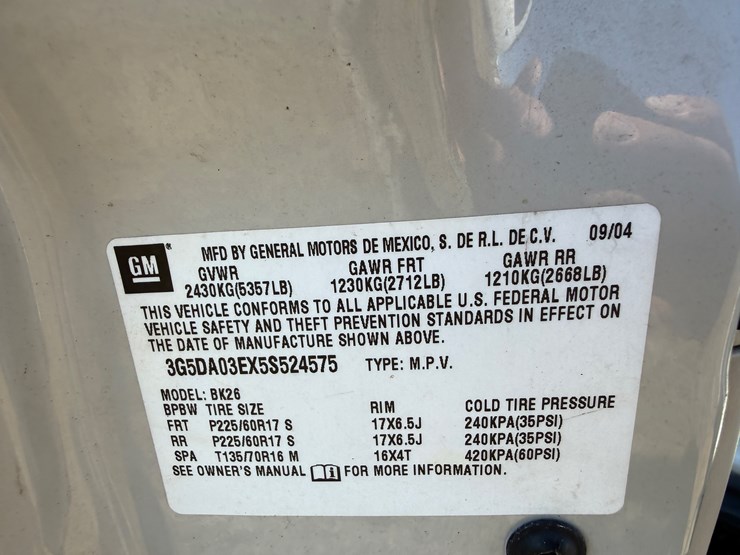 GM® MFD BY GENERAL MOTORS DE MEXICO, S. DE R.L. DE C.V. 09/04
GVWR GAWR FRT GAWR RR
2430KG(5357LB) 1230KG(2712LB) 1210KG(2668LB)
THIS VEHICLE CONFORMS TO ALL APPLICABLE U.S. FEDERAL MOTOR
VEHICLE SAFETY AND THEFT PREVENTION STANDARDS IN EFFECT ON
THE DATE OF MANUFACTURE SHOWN ABOVE.
3G5DA03EX5S524575 TYPE: M.P.V.
MODEL: BK26
BPBW TIRE SIZE RIM COLD TIRE PRESSURE
FRT P225/60R17 S 17X6.5J 240KPA(35PSI)
RR P225/60R17 S 17X6.5J 240KPA(35PSI)
SPA T135/70R16 M 16X4T 420KPA(60PSI)
SEE OWNER'S MANUAL i FOR MORE INFORMATION.